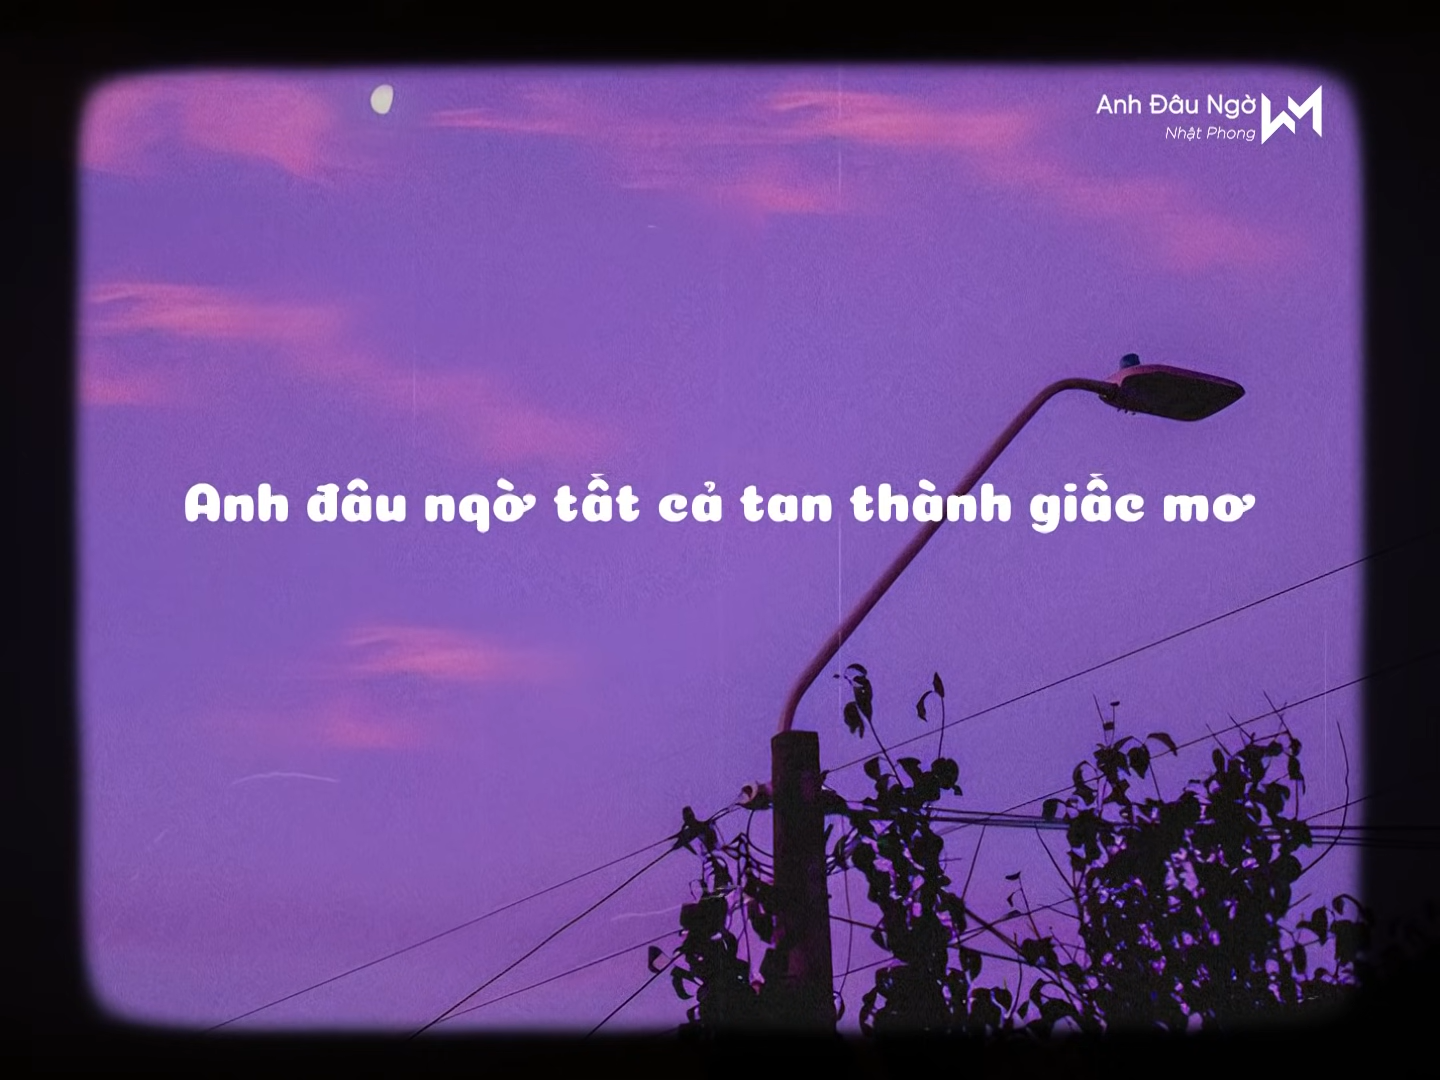 Anh Đâu Ngờ
Nhật Phong
Anh đâu ngờ tất cả tan thành giấc mơ